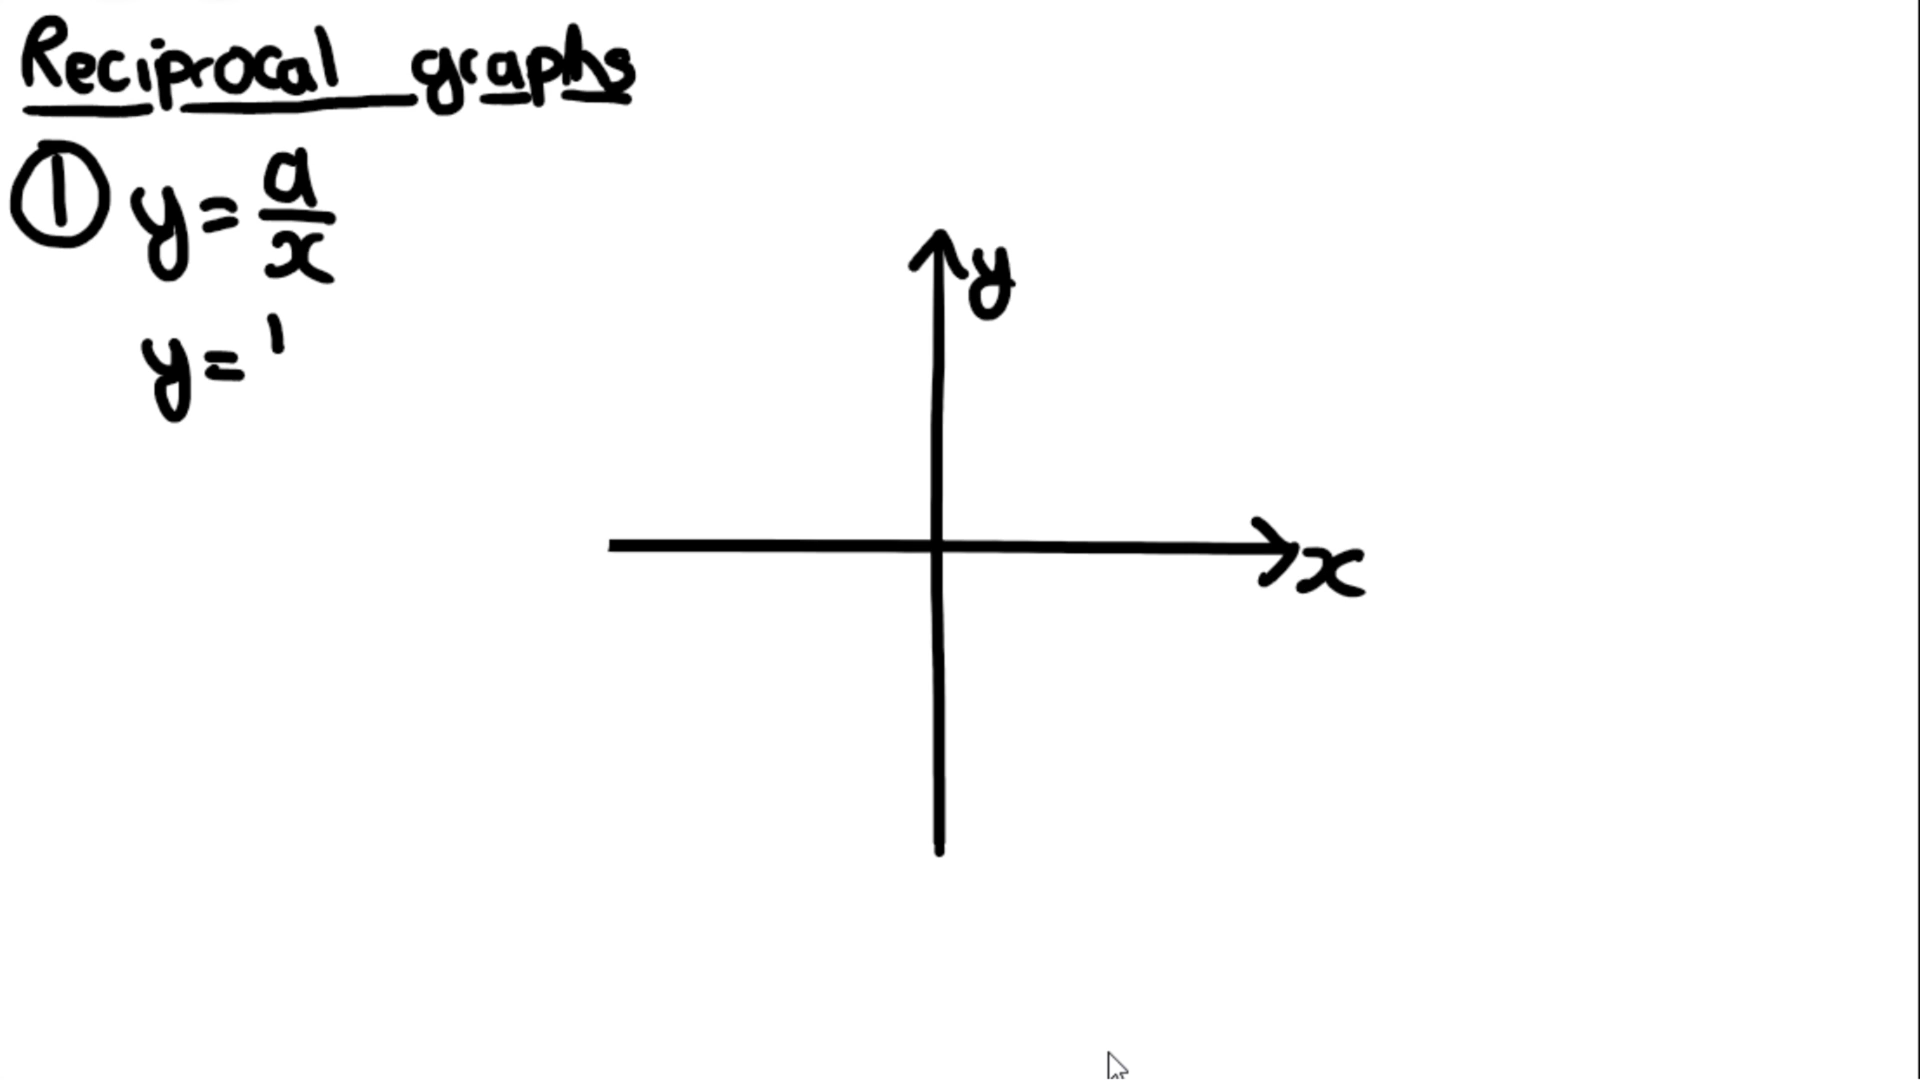 Reciprocal graphs
① y = a/x
y = 1
y
x